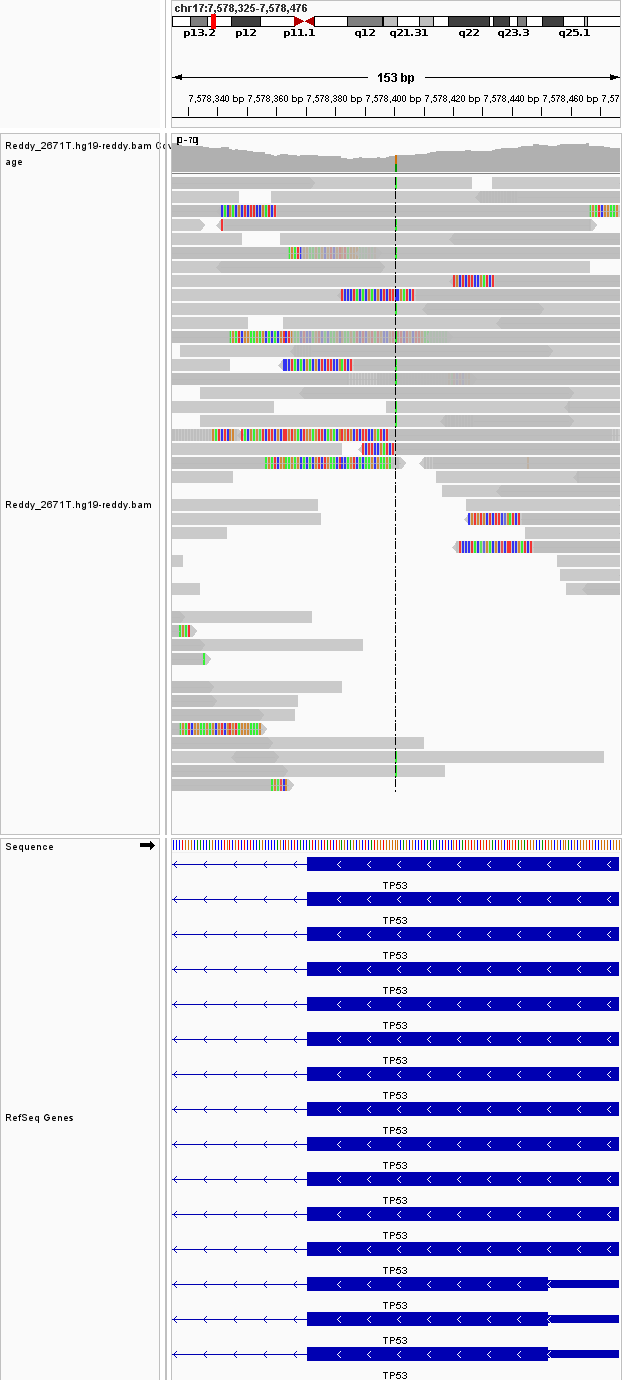 chr17:7,578,325-7,578,476
p13.2 p12 p11.1 q12 q21.31 q22 q23.3 q25.1
153 bp
7,578,340 bp 7,578,360 bp 7,578,380 bp 7,578,400 bp 7,578,420 bp 7,578,440 bp 7,578,460 bp 7,57
Reddy_2671T.hg19-reddy.bam Cov
age
Reddy_2671T.hg19-reddy.bam
Sequence
TP53
TP53
TP53
TP53
TP53
TP53
TP53
TP53
RefSeq Genes
TP53
TP53
TP53
TP53
TP53
TP53
TP53